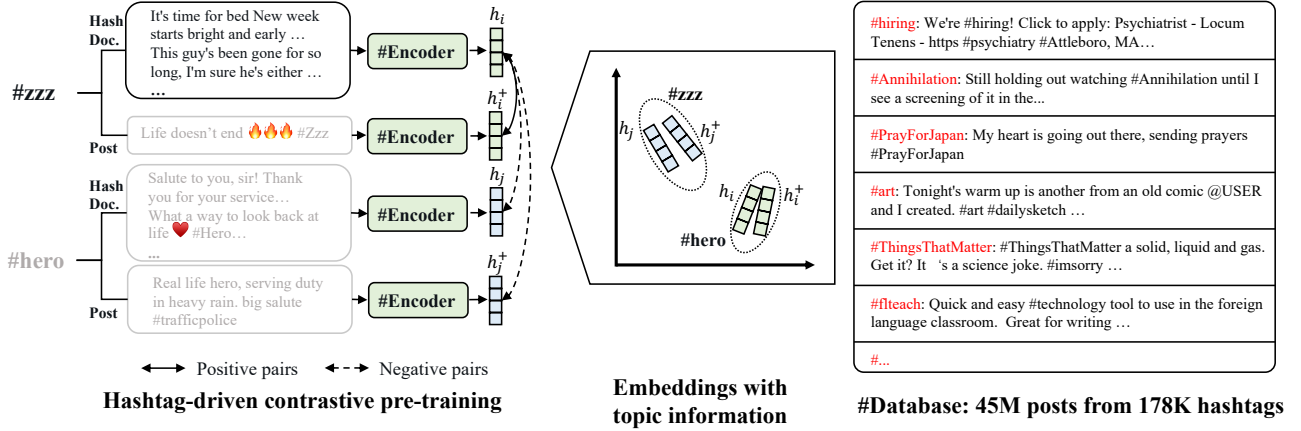 #zzz
Hash
Doc.
It's time for bed New week
starts bright and early …
This guy's been gone for so
long, I'm sure he's either …
...
#Encoder
h_i
Post
Life doesn't end 🔥🔥🔥 #Zzz
#Encoder
h_i^+
#hero
Hash
Doc.
Salute to you, sir! Thank
you for your service…
What a way to look back at
life ❤️ #Hero…
...
#Encoder
h_j
Post
Real life hero, serving duty
in heavy rain. big salute
#trafficpolice
#Encoder
h_j^+
Positive pairs
Negative pairs
Hashtag-driven contrastive pre-training
#zzz
h_j
h_j^+
h_i
h_i^+
#hero
Embeddings with
topic information
#hiring: We're #hiring! Click to apply: Psychiatrist - Locum
Tenens - https #psychiatry #Attleboro, MA…
#Annihilation: Still holding out watching #Annihilation until I
see a screening of it in the...
#PrayForJapan: My heart is going out there, sending prayers
#PrayForJapan
#art: Tonight's warm up is another from an old comic @USER
and I created. #art #dailysketch …
#ThingsThatMatter: #ThingsThatMatter a solid, liquid and gas.
Get it? It ‘s a science joke. #imsorry …
#flteach: Quick and easy #technology tool to use in the foreign
language classroom. Great for writing …
#...
#Database: 45M posts from 178K hashtags